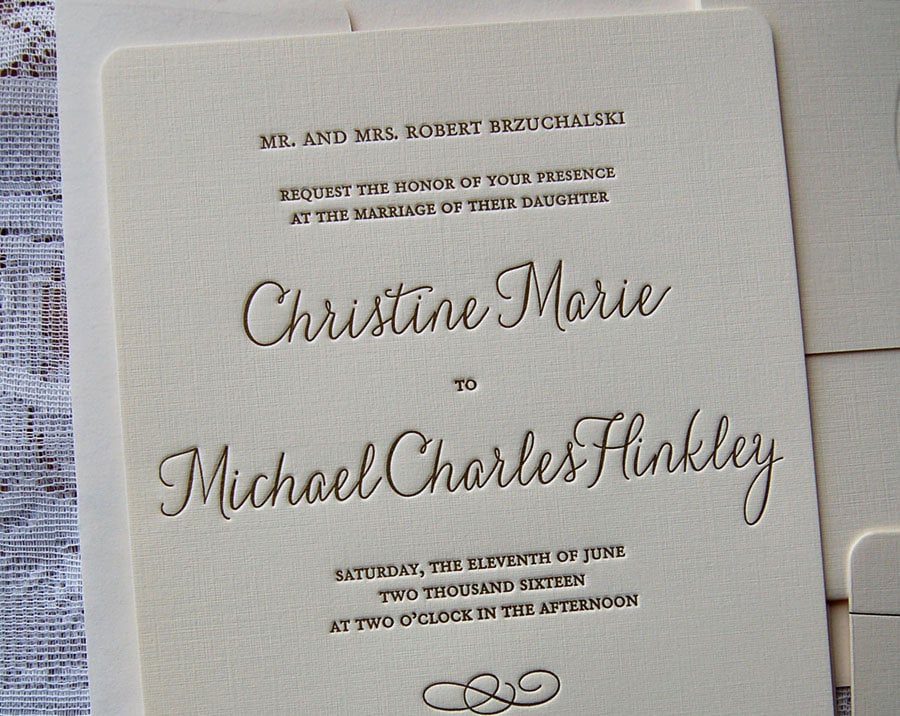 MR. AND MRS. ROBERT BRZUCHALSKI
REQUEST THE HONOR OF YOUR PRESENCE
AT THE MARRIAGE OF THEIR DAUGHTER
Christine Marie
TO
Michael Charles Hinkley
SATURDAY, THE ELEVENTH OF JUNE
TWO THOUSAND SIXTEEN
AT TWO O'CLOCK IN THE AFTERNOON